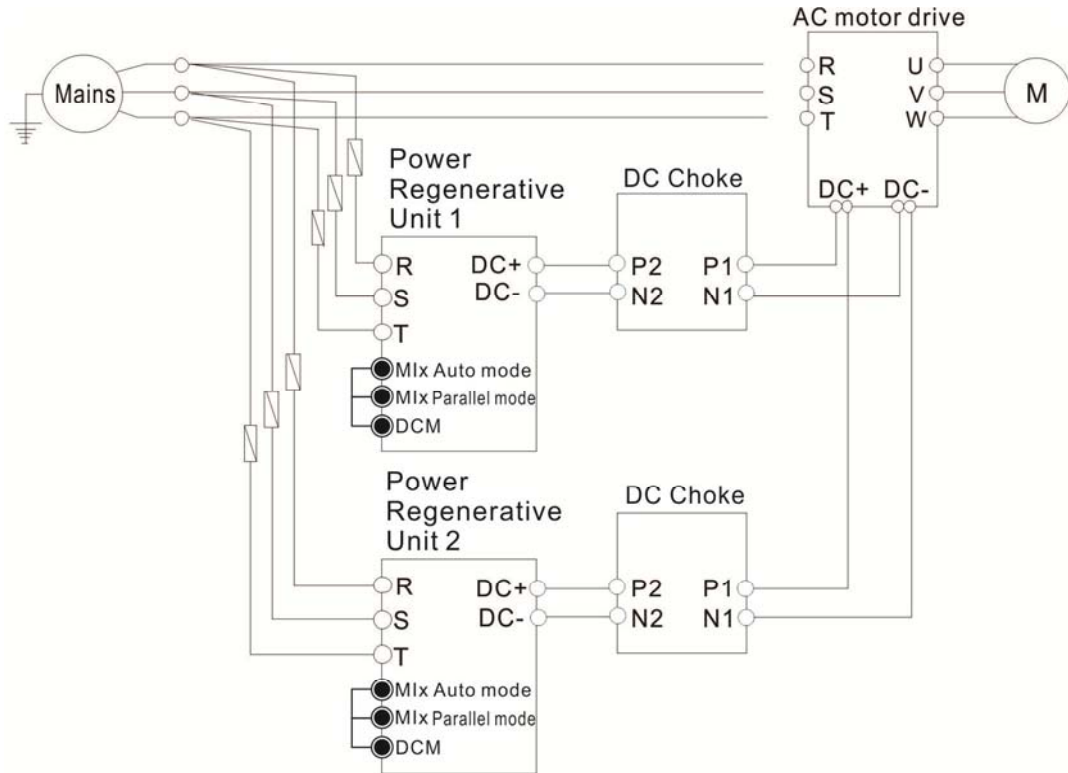 AC motor drive
Mains
R U
S V
T W
M
DC+ DC-
Power
Regenerative
Unit 1
R DC+
S DC-
T
MIx Auto mode
MIx Parallel mode
DCM
DC Choke
P2 P1
N2 N1
Power
Regenerative
Unit 2
R DC+
S DC-
T
MIx Auto mode
MIx Parallel mode
DCM
DC Choke
P2 P1
N2 N1